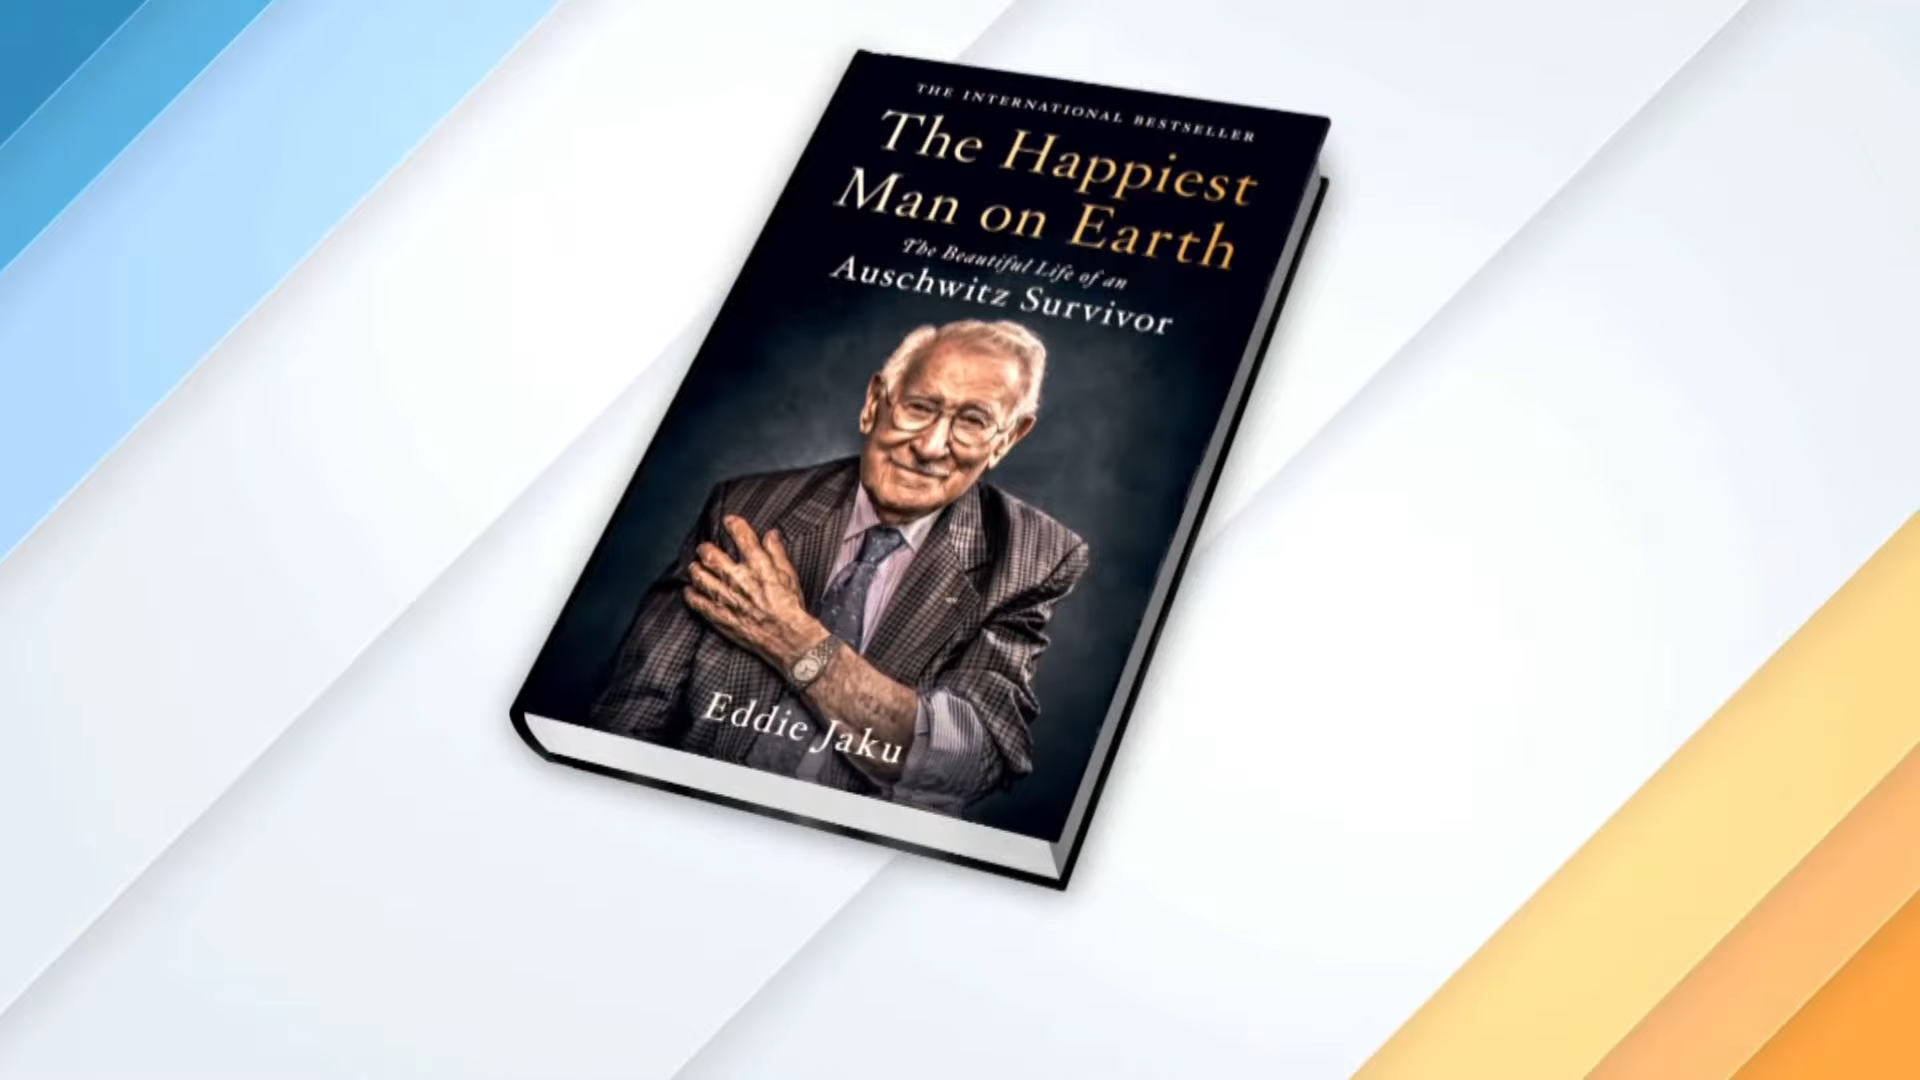 THE INTERNATIONAL BESTSELLER
The Happiest
Man on Earth
The Beautiful Life of an
Auschwitz Survivor
Eddie Jaku